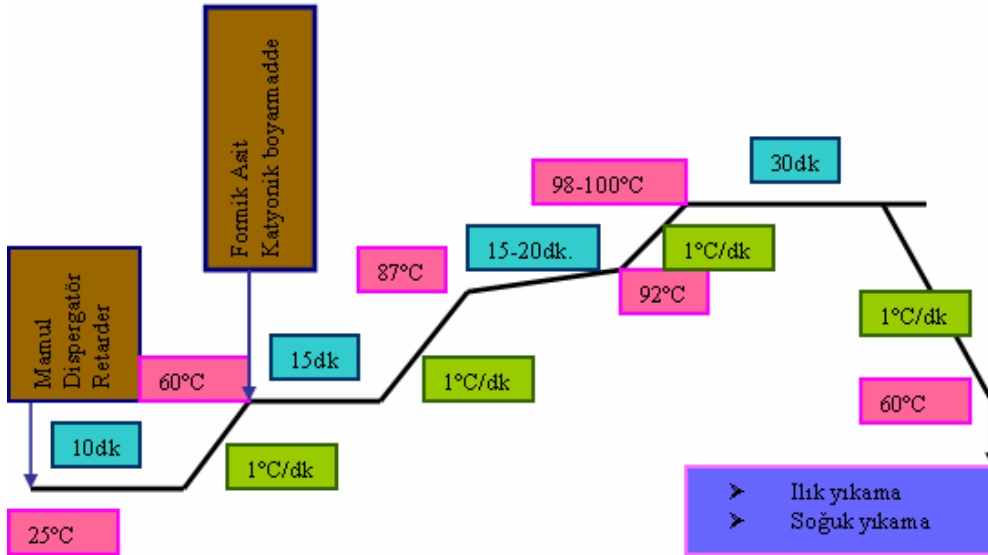 Mamul
Dispergatör
Retarder
Formik Asit
Katyonik boyarmadde
25°C
10dk
1°C/dk
60°C
15dk
1°C/dk
87°C
15-20dk.
92°C
1°C/dk
98-100°C
30dk
1°C/dk
60°C
➢ Ilık yıkama
➢ Soğuk yıkama